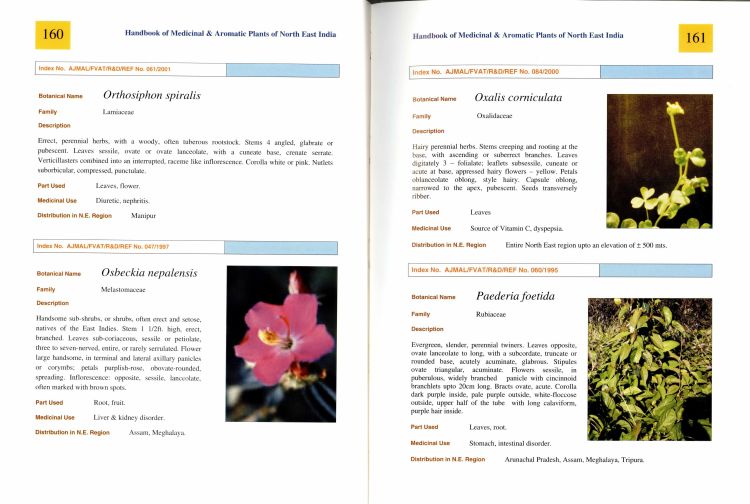 160
Handbook of Medicinal & Aromatic Plants of North East India
Index No. AJMAL/FVAT/R&D/REF No. 061/2001
Botanical Name Orthosiphon spiralis
Family Lamiaceae
Description
Errect, perennial herbs, with a woody, often tuberous rootstock. Stems 4 angled, glabrate or
pubescent. Leaves sessile, ovate or ovate lanceolate, with a cuneate base, crenate serrate.
Verticillasters combined into an interrupted, raceme like inflorescence. Corolla white or pink. Nutlets
suborbicular, compressed, punctulate.
Part Used Leaves, flower.
Medicinal Use Diuretic, nephritis.
Distribution in N.E. Region Manipur
Index No. AJMAL/FVAT/R&D/REF No. 047/1997
Botanical Name Osbeckia nepalensis
Family Melastomaceae
Description
Handsome sub-shrubs, or shrubs, often erect and setose,
natives of the East Indies. Stem 1 1/2ft. high, erect,
branched. Leaves sub-coriaceous, sessile or petiolate,
three to seven-nerved, entire, or rarely serrulated. Flower
large handsome, in terminal and lateral axillary panicles
or corymbs; petals purplish-rose, obovate-rounded,
spreading. Inflorescence: opposite, sessile, lanceolate,
often marked with brown spots.
Part Used Root, fruit.
Medicinal Use Liver & kidney disorder.
Distribution in N.E. Region Assam, Meghalaya.
Handbook of Medicinal & Aromatic Plants of North East India
161
Index No. AJMAL/FVAT/R&D/REF No. 084/2000
Botanical Name Oxalis corniculata
Family Oxalidaceae
Description
Hairy perennial herbs. Stems creeping and rooting at the
base, with ascending or suberrect branches. Leaves
digitately 3 – folialate; leaflets subsessile, cuneate or
acute at base, appressed hairy flowers – yellow. Petals
oblanceolate oblong, style hairy. Capsule oblong,
narrowed to the apex, pubescent. Seeds transversely
ribber.
Part Used Leaves
Medicinal Use Source of Vitamin C, dyspepsia.
Distribution in N.E. Region Entire North East region upto an elevation of ± 500 mts.
Index No. AJMAL/FVAT/R&D/REF No. 060/1995
Botanical Name Paederia foetida
Family Rubiaceae
Description
Evergreen, slender, perennial twiners. Leaves opposite,
ovate lanceolate to long, with a subcordate, truncate or
rounded base, acutely acuminate, glabrous. Stipules
ovate triangular, acuminate. Flowers sessile, in
puberulous, widely branched panicle with cincinnoid
branchlets upto 20cm long. Bracts ovate, acute. Corolla
dark purple inside, pale purple outside, white-floccose
outside, upper half of the tube with long calaviform,
purple hair inside.
Part Used Leaves, root.
Medicinal Use Stomach, intestinal disorder.
Distribution in N.E. Region Arunachal Pradesh, Assam, Meghalaya, Tripura.